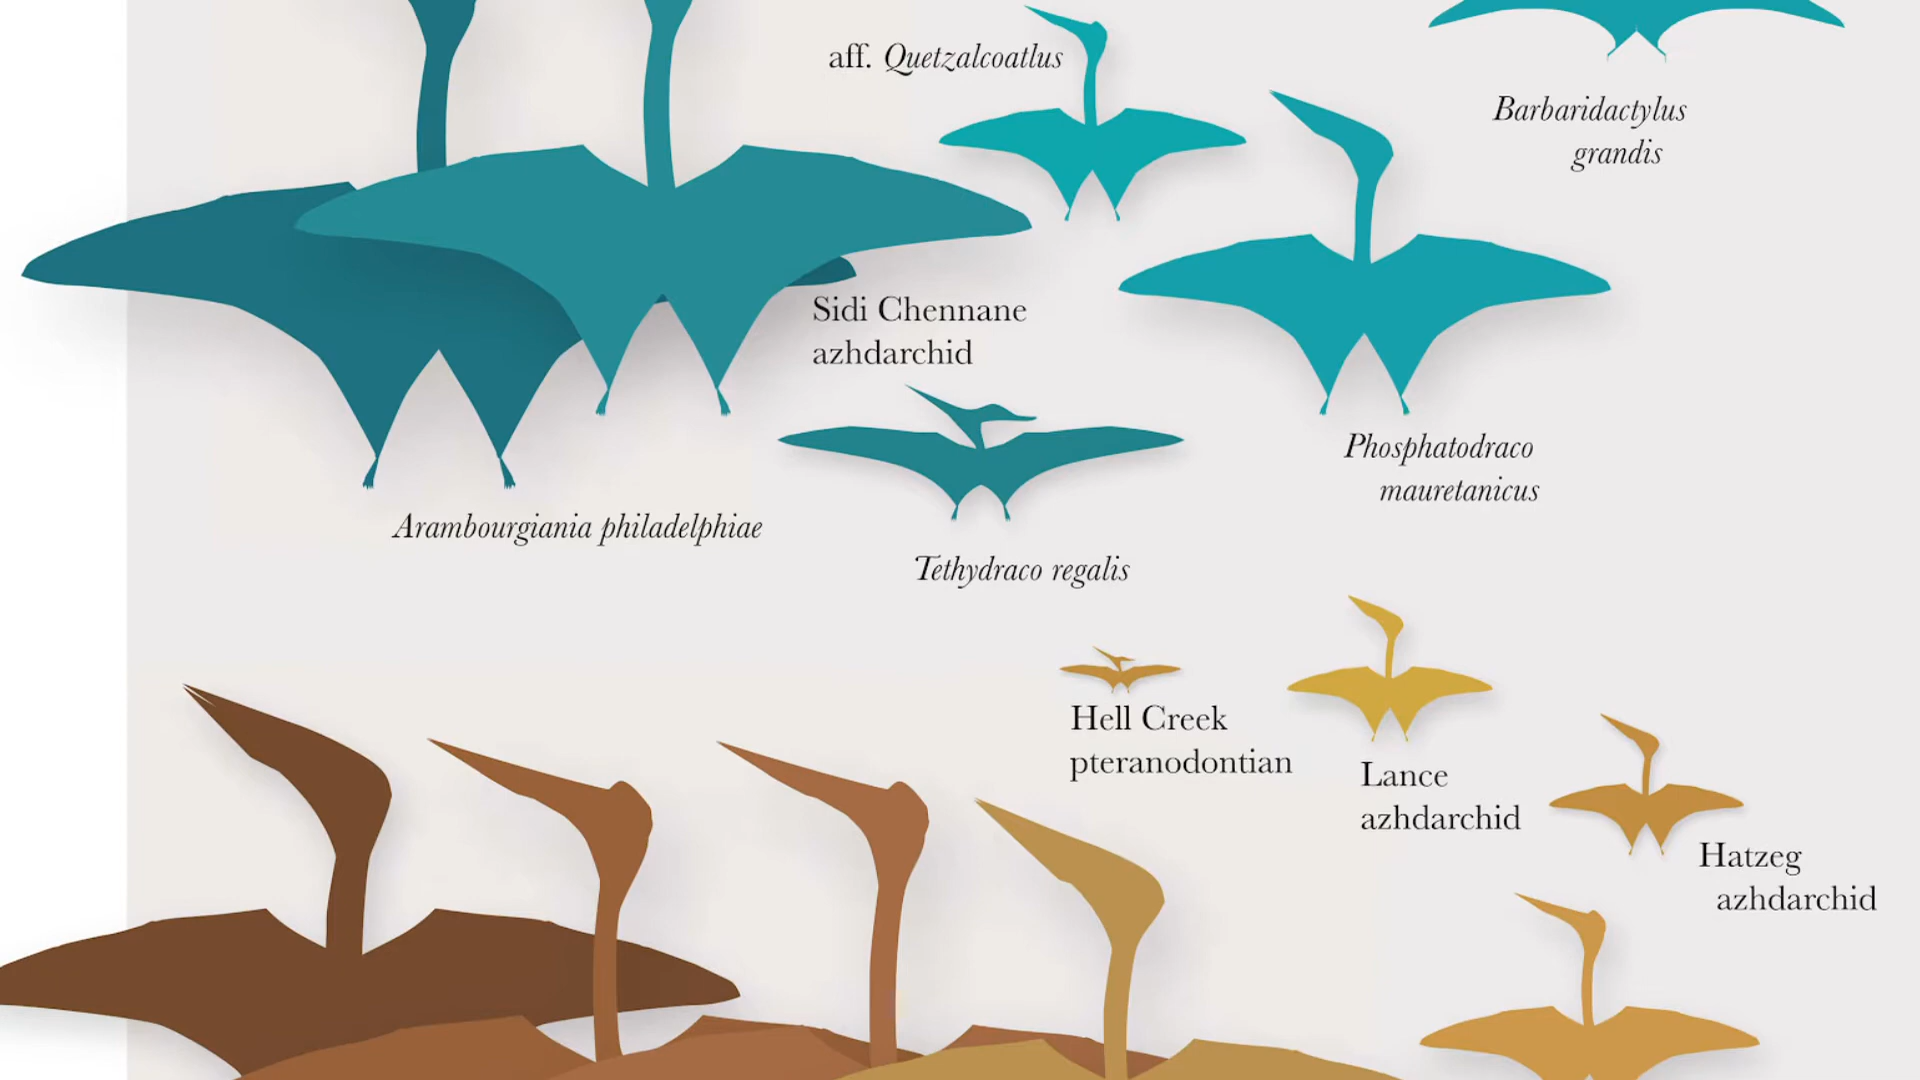 aff. Quetzalcoatlus
Barbaridactylus
grandis
Sidi Chennane
azhdarchid
Phosphatodraco
mauretanicus
Arambourgiania philadelphiae
Tethydraco regalis
Hell Creek
pteranodontian
Lance
azhdarchid
Hatzeg
azhdarchid